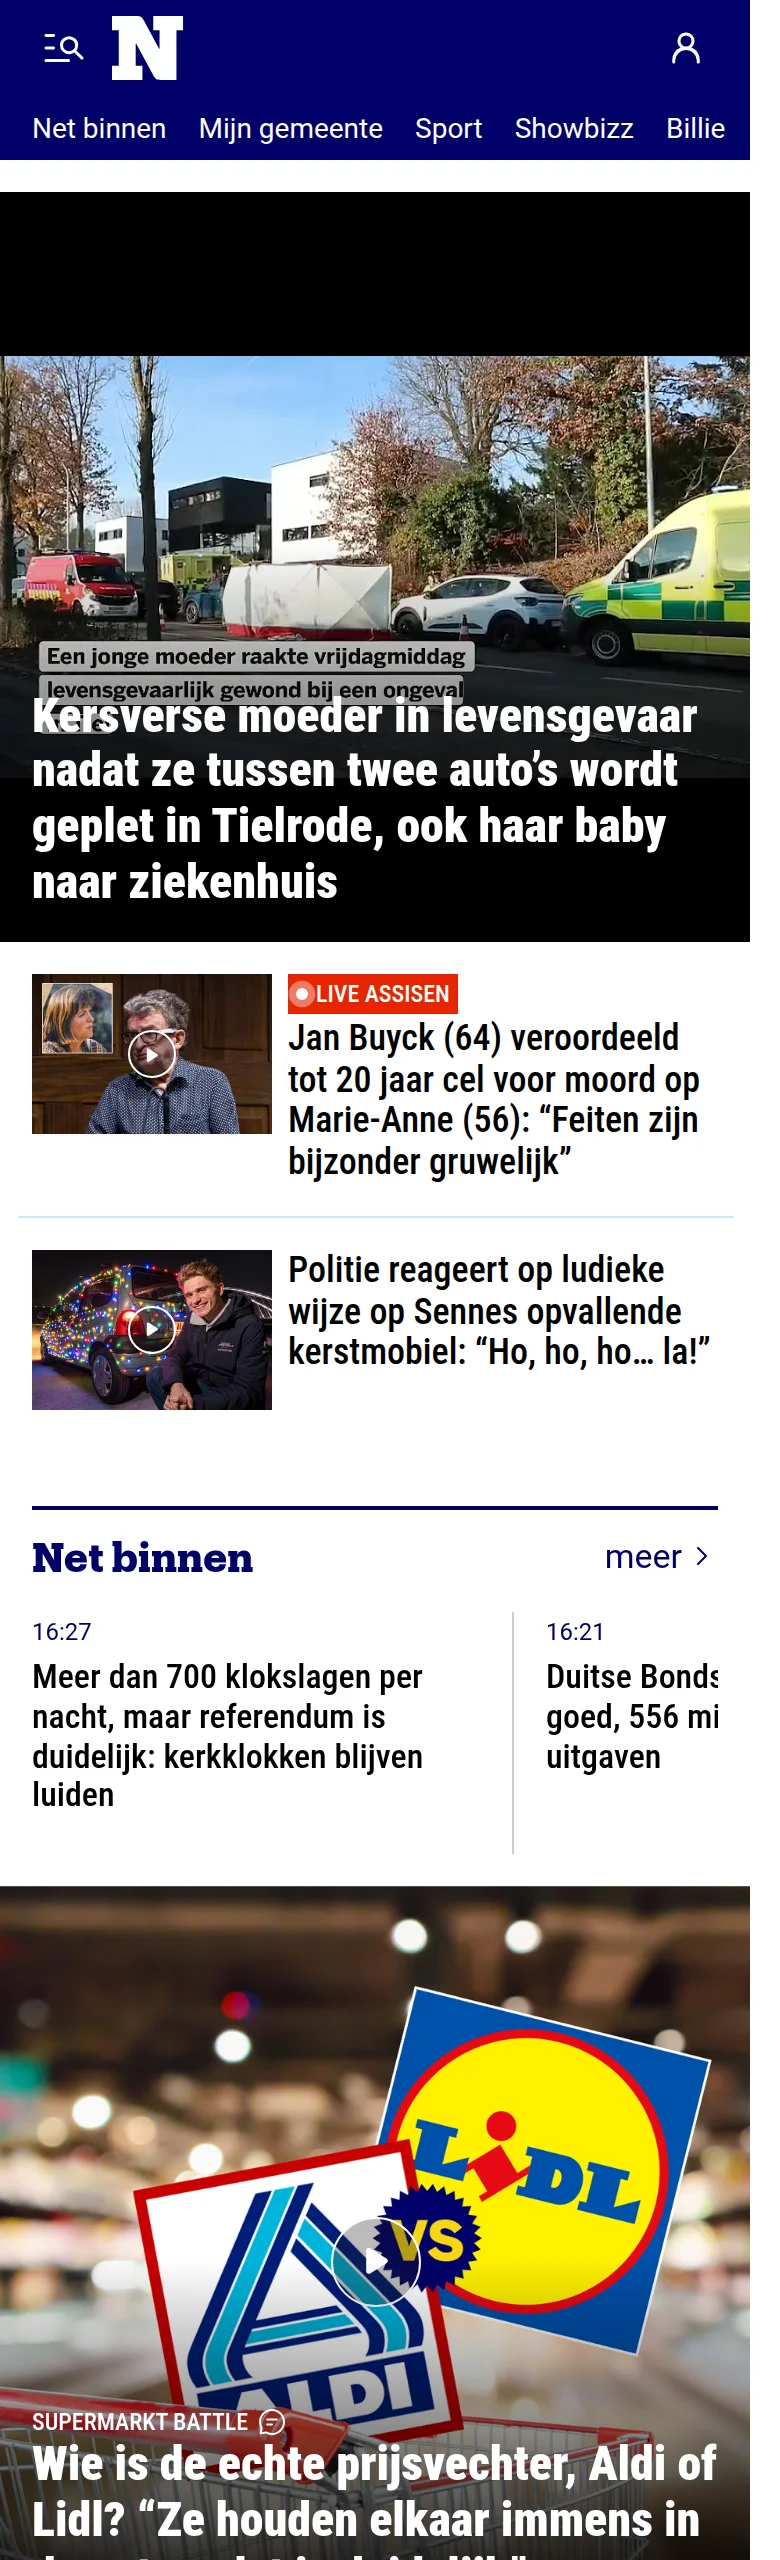 N
Net binnen Mijn gemeente Sport Showbizz Billie
Een jonge moeder raakte vrijdagmiddag
levensgevaarlijk gewond bij een ongeval
Kersverse moeder in levensgevaar
nadat ze tussen twee auto’s wordt
geplet in Tielrode, ook haar baby
naar ziekenhuis
LIVE ASSISEN
Jan Buyck (64) veroordeeld
tot 20 jaar cel voor moord op
Marie-Anne (56): “Feiten zijn
bijzonder gruwelijk”
Politie reageert op ludieke
wijze op Sennes opvallende
kerstmobiel: “Ho, ho, ho… la!”
Net binnen
meer
16:27
Meer dan 700 klokslagen per
nacht, maar referendum is
duidelijk: kerkklokken blijven
luiden
16:21
Duitse Bonds
goed, 556 mi
uitgaven
LIDL
VS
ALDI
SUPERMARKT BATTLE
Wie is de echte prijsvechter, Aldi of
Lidl? “Ze houden elkaar immens in